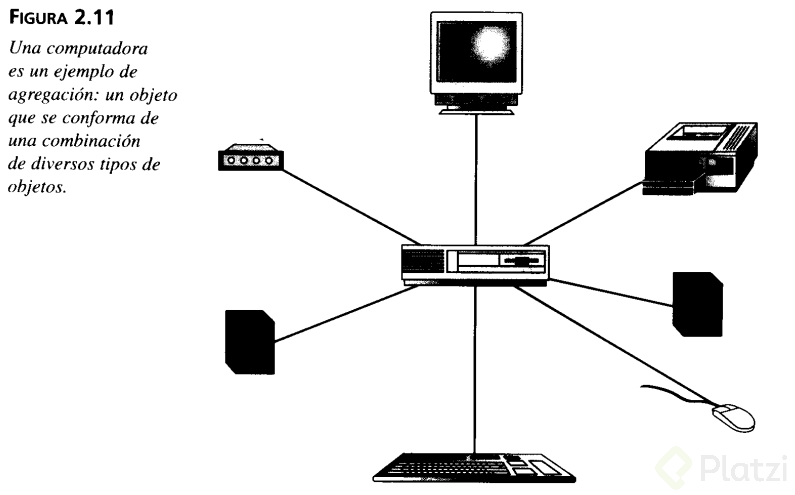 FIGURA 2.11
Una computadora
es un ejemplo de
agregación: un objeto
que se conforma de
una combinación
de diversos tipos de
objetos.
Platzi